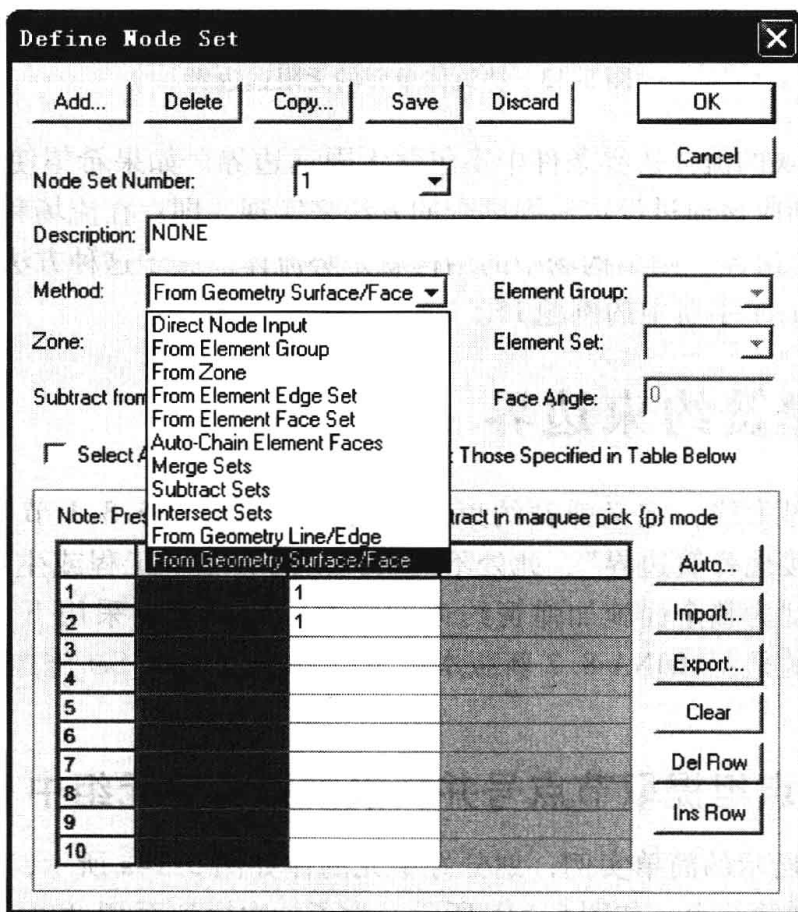 Define Node Set
Add... Delete Copy... Save Discard OK
Cancel
Node Set Number: 1
Description: NONE
Method: From Geometry Surface/Face Element Group:
Direct Node Input
From Element Group
Zone: Element Set:
From Zone
From Element Edge Set
Subtract from Face Angle: 0
From Element Face Set
Auto-Chain Element Faces
Select Those Specified in Table Below
Merge Sets
Subtract Sets
Intersect Sets
Note: tract in marquee pick {p} mode
From Geometry Line/Edge
From Geometry Surface/Face
Auto...
1 1
Import...
2 1
3
Export...
4
5
Clear
6
7
Del Row
8
9
Ins Row
10